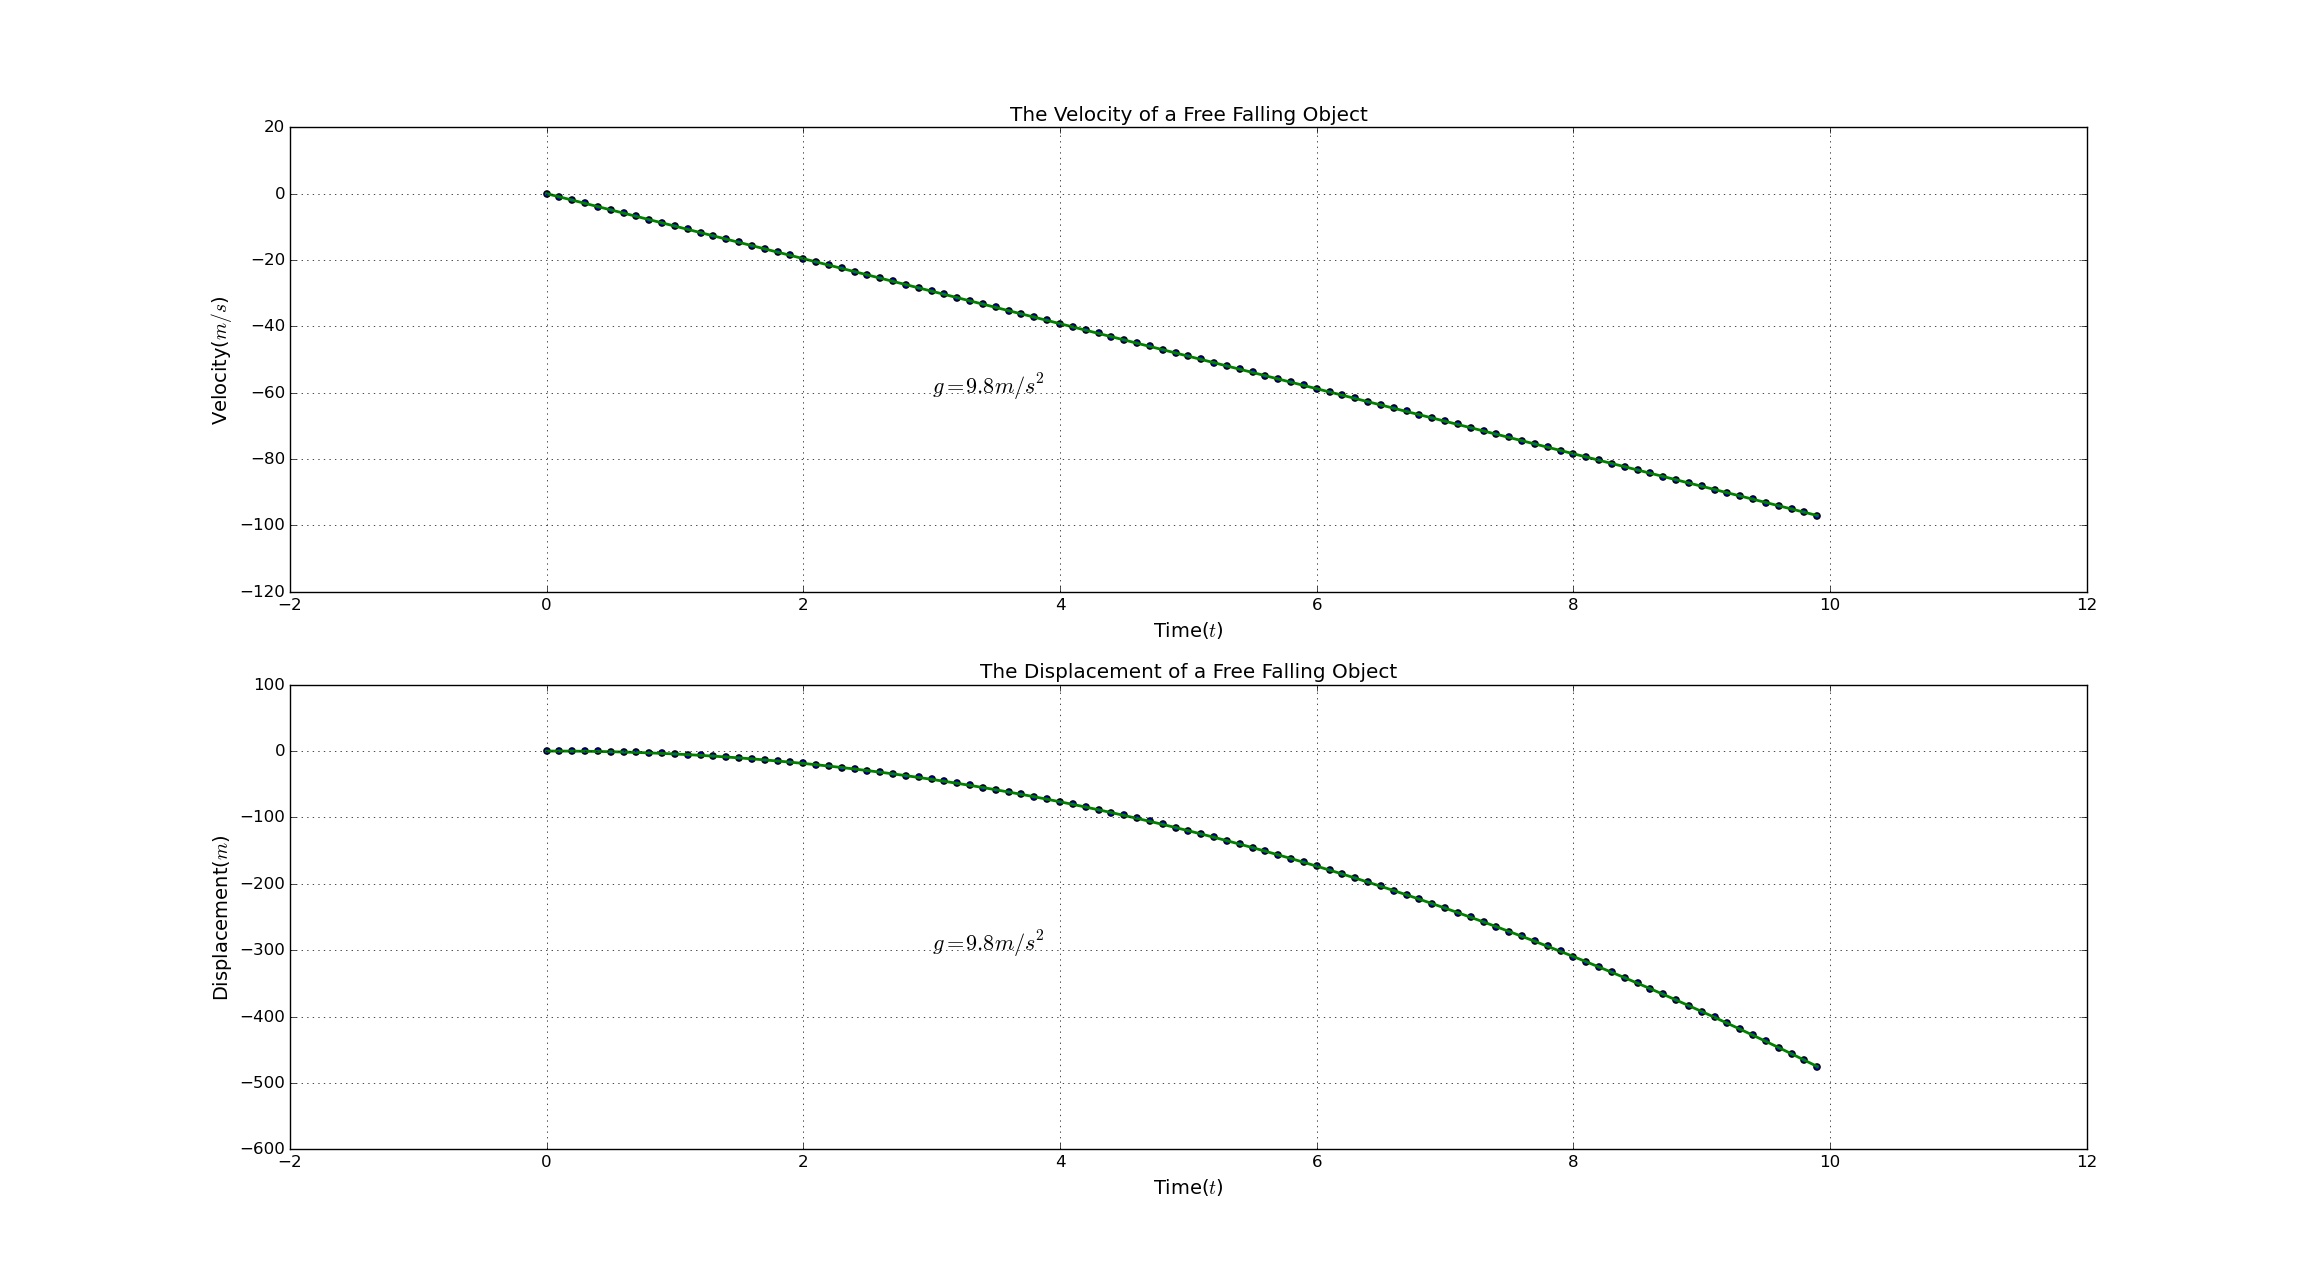 The Velocity of a Free Falling Object
20
0
−20
−40
−60
−80
−100
−120
Velocity(m/s)
g=9.8m/s²
−2 0 2 4 6 8 10 12
Time(t)
The Displacement of a Free Falling Object
100
0
−100
−200
−300
−400
−500
−600
Displacement(m)
g=9.8m/s²
−2 0 2 4 6 8 10 12
Time(t)